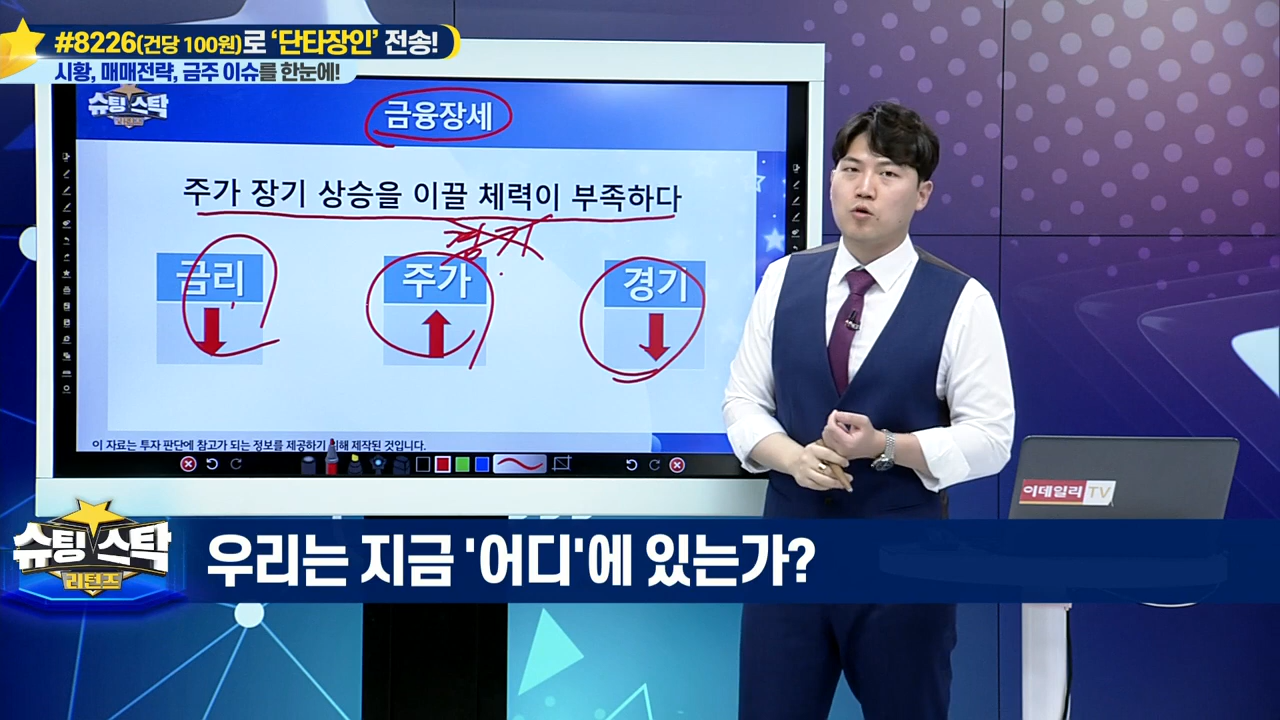 #8226(건당 100원)로 '단타장인' 전송!
시황, 매매전략, 금주 이슈를 한눈에!
슈팅 스탁
리턴즈
금융장세
주가 장기 상승을 이끌 체력이 부족하다
금리
주가
경기
이 자료는 투자 판단에 참고가 되는 정보를 제공하기 위해 제작된 것입니다.
이데일리 TV
슈팅 스탁
리턴즈
우리는 지금 '어디'에 있는가?